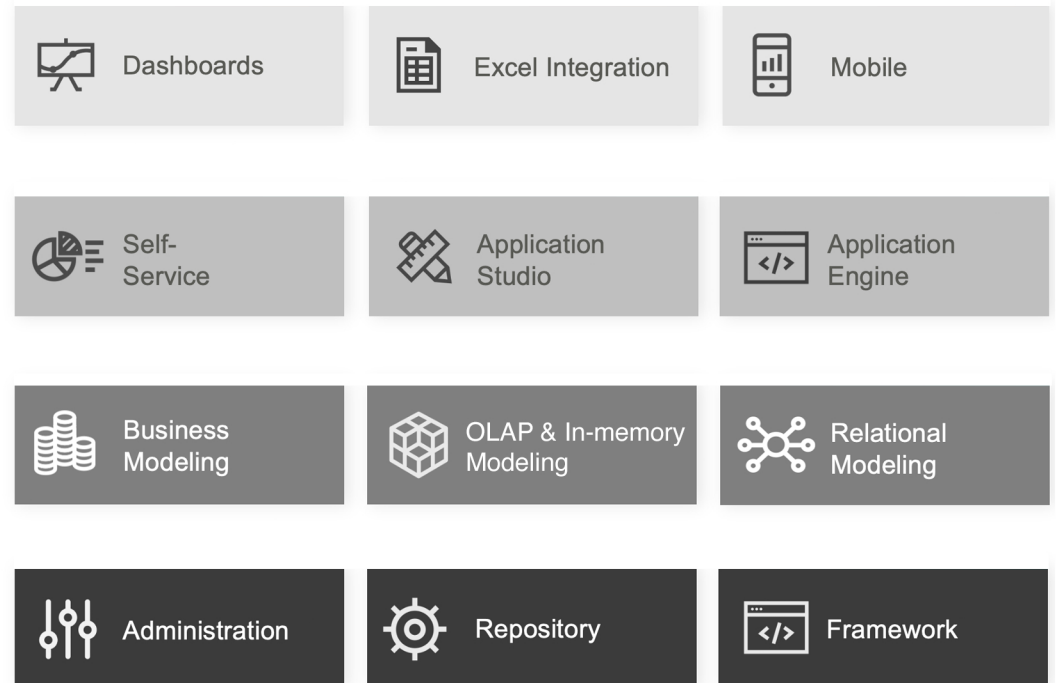 Dashboards
Excel Integration
Mobile
Self-
Service
Application
Studio
Application
Engine
Business
Modeling
OLAP & In-memory
Modeling
Relational
Modeling
Administration
Repository
Framework